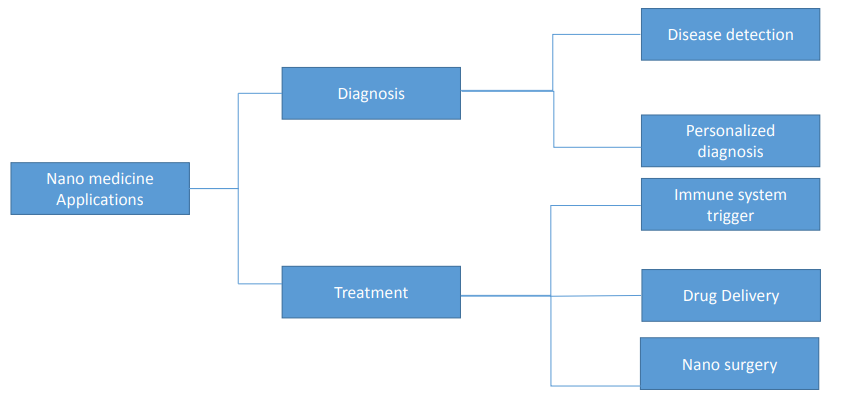 Nano medicine
Applications
Diagnosis
Disease detection
Personalized
diagnosis
Treatment
Immune system
trigger
Drug Delivery
Nano surgery